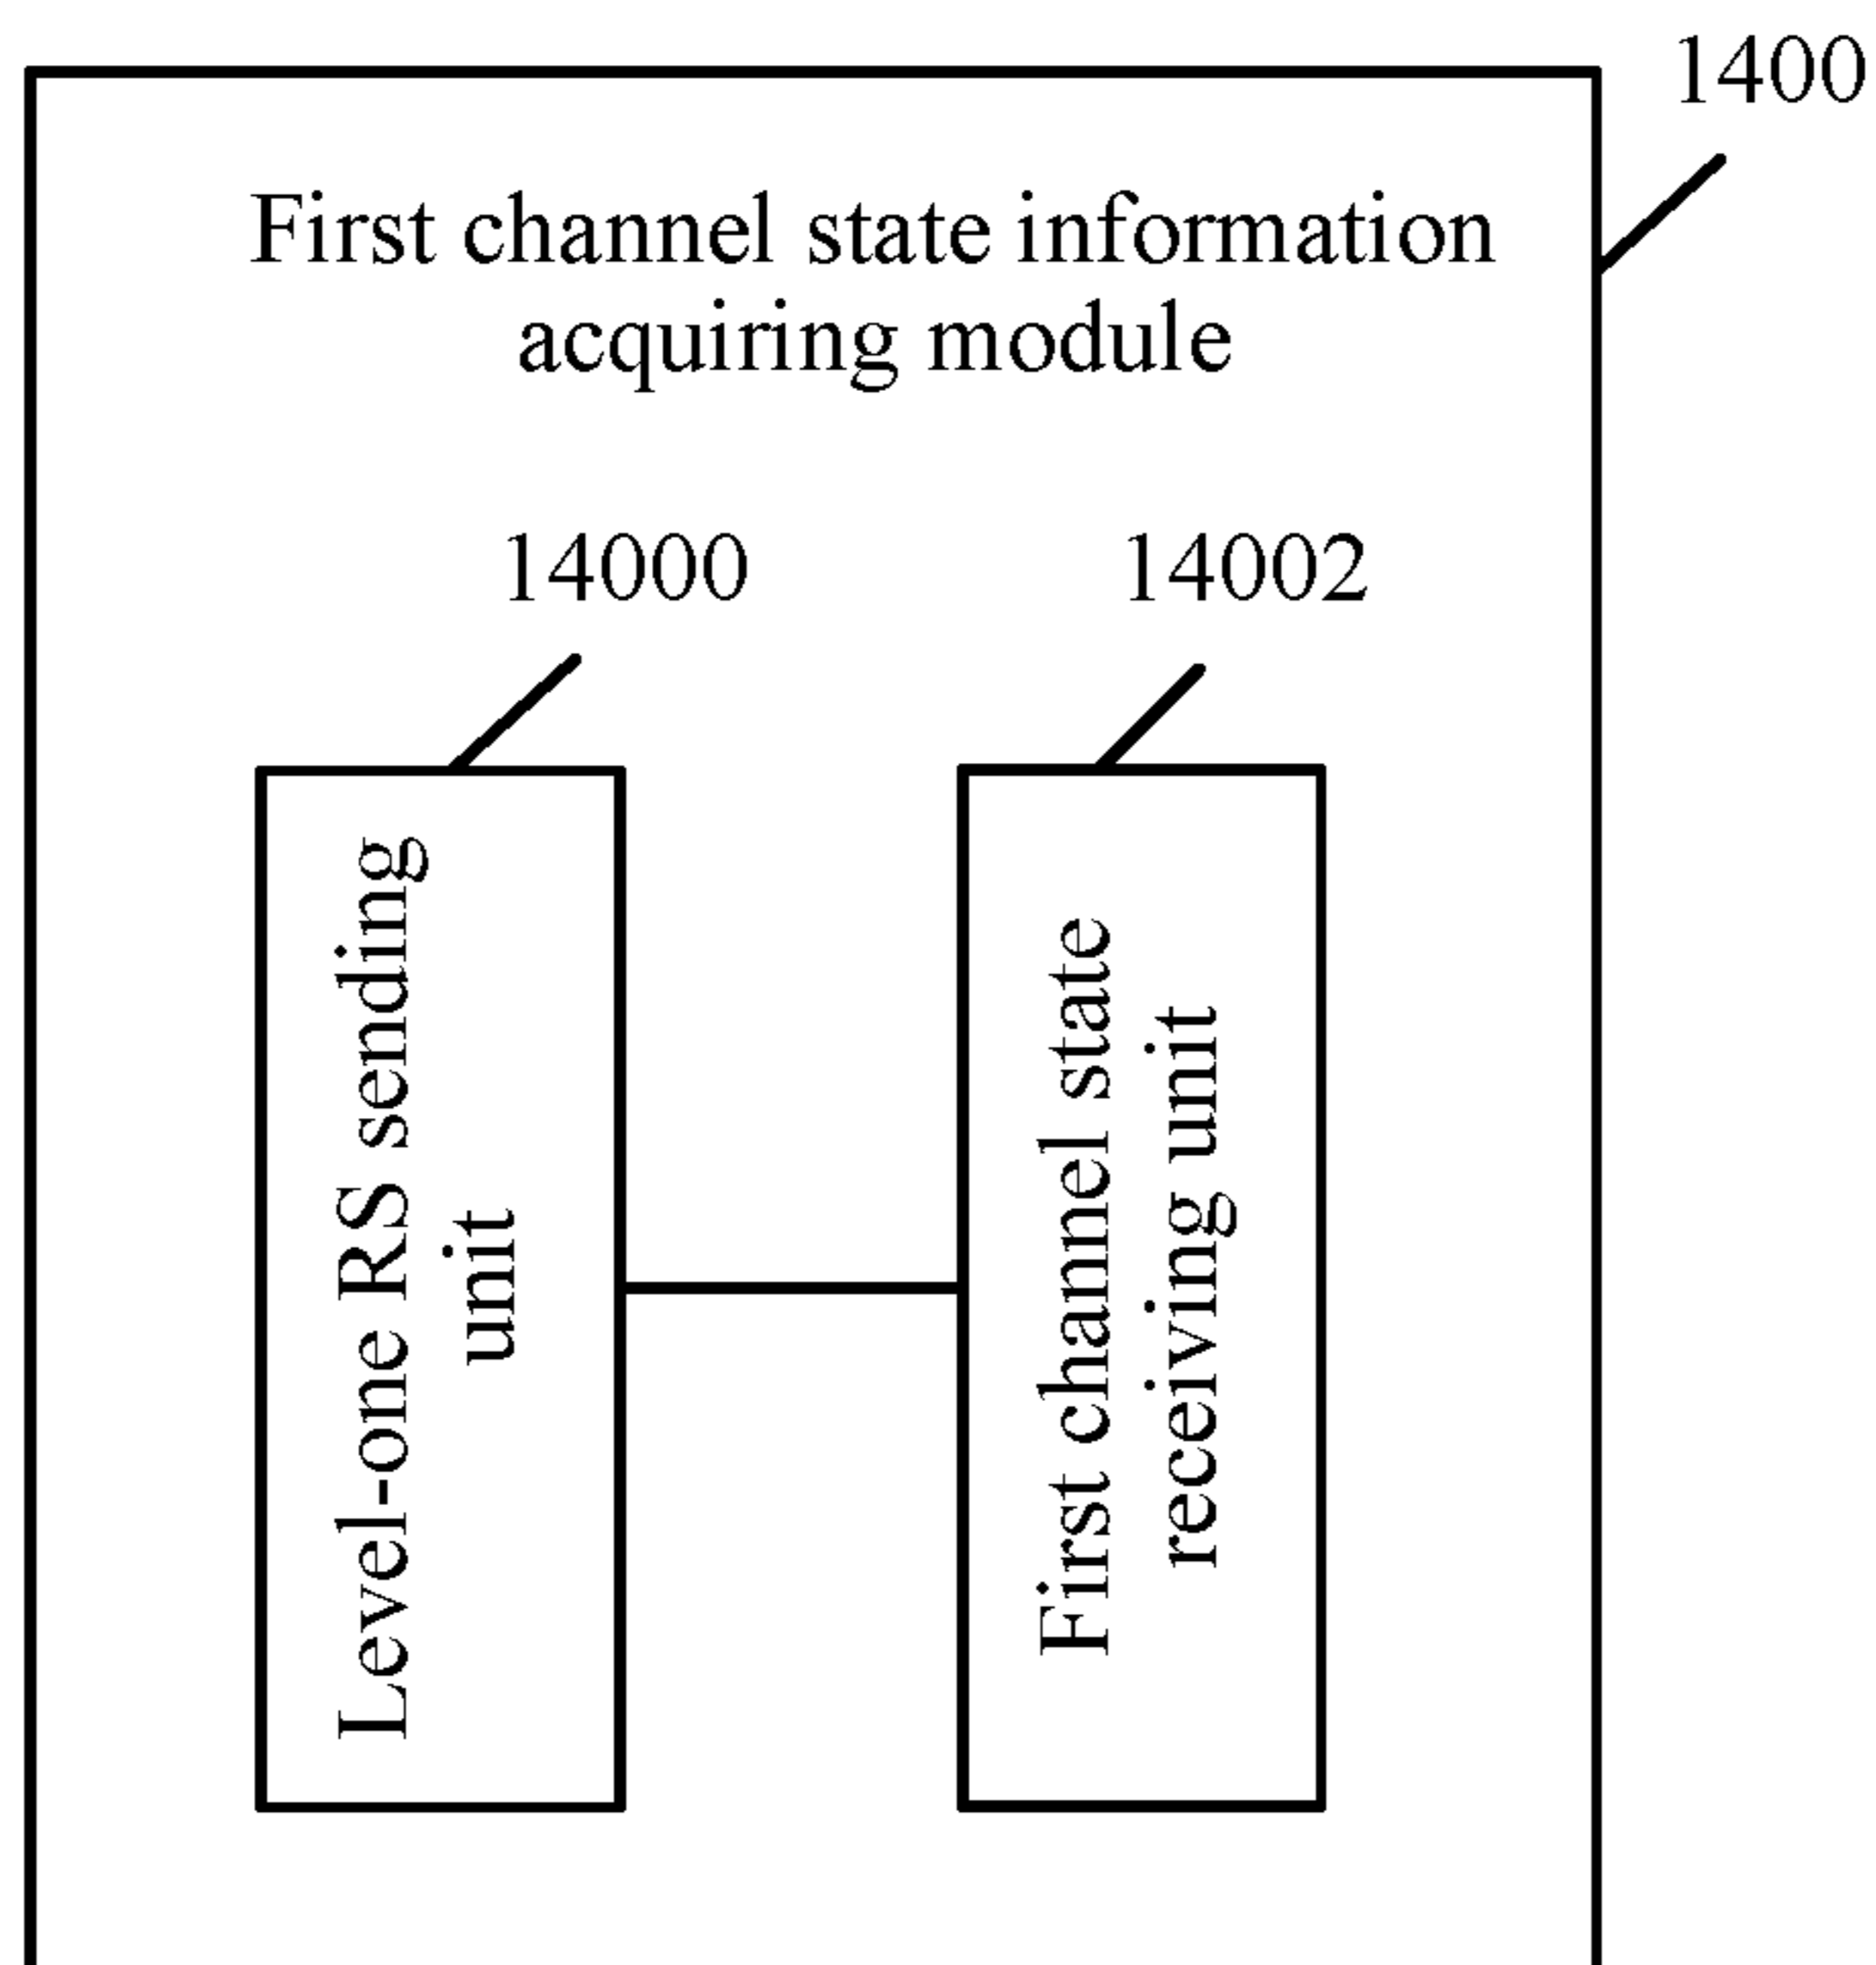 1400
First channel state information
acquiring module
14000
14002
Level-one RS sending
unit
First channel state
receiving unit